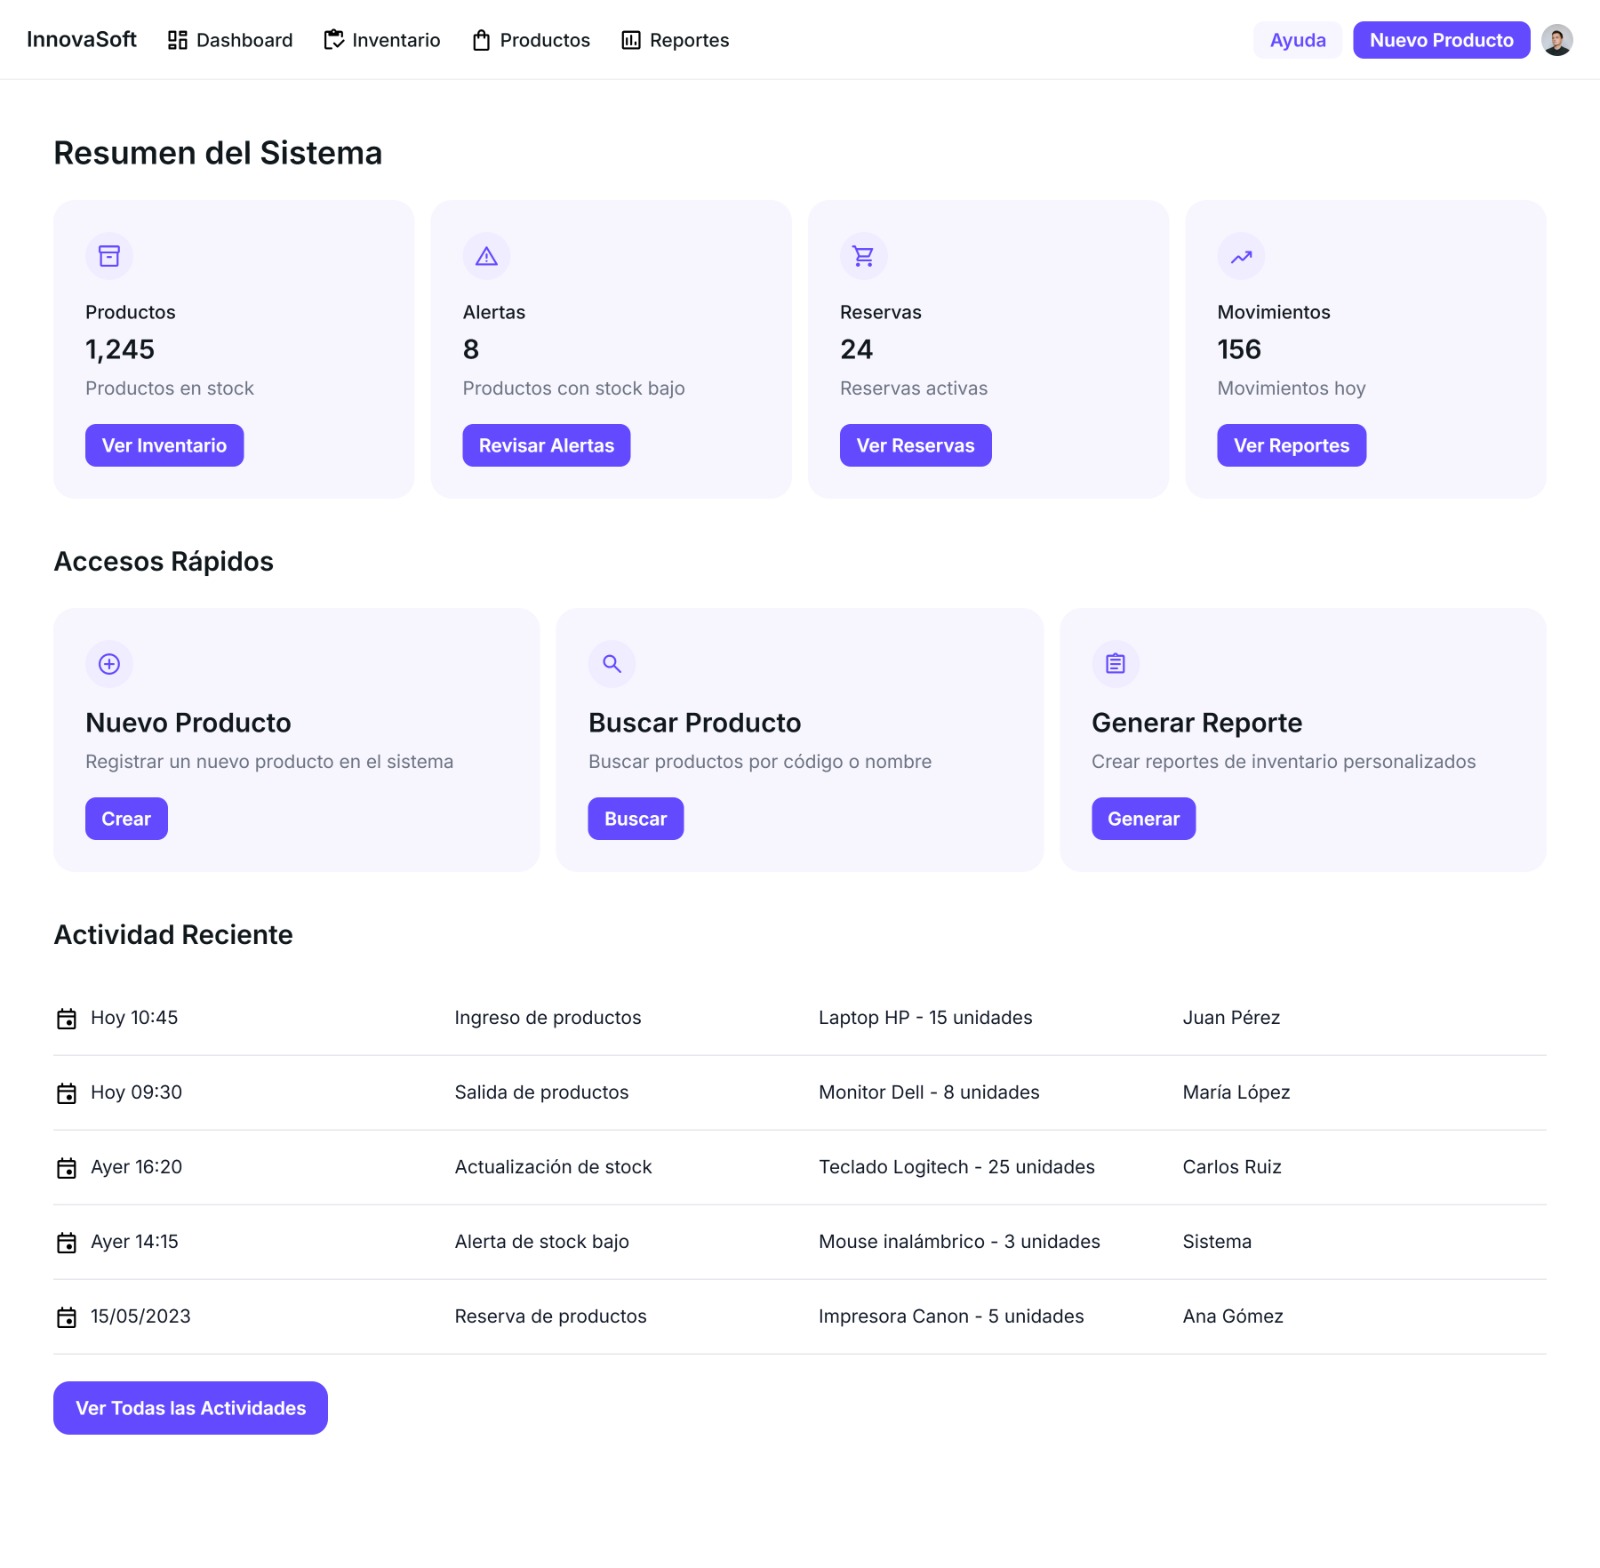 InnovaSoft Dashboard Inventario Productos Reportes Ayuda Nuevo Producto
Resumen del Sistema
Productos
1,245
Productos en stock
Ver Inventario
Alertas
8
Productos con stock bajo
Revisar Alertas
Reservas
24
Reservas activas
Ver Reservas
Movimientos
156
Movimientos hoy
Ver Reportes
Accesos Rápidos
Nuevo Producto
Registrar un nuevo producto en el sistema
Crear
Buscar Producto
Buscar productos por código o nombre
Buscar
Generar Reporte
Crear reportes de inventario personalizados
Generar
Actividad Reciente
Hoy 10:45 Ingreso de productos Laptop HP - 15 unidades Juan Pérez
Hoy 09:30 Salida de productos Monitor Dell - 8 unidades María López
Ayer 16:20 Actualización de stock Teclado Logitech - 25 unidades Carlos Ruiz
Ayer 14:15 Alerta de stock bajo Mouse inalámbrico - 3 unidades Sistema
15/05/2023 Reserva de productos Impresora Canon - 5 unidades Ana Gómez
Ver Todas las Actividades